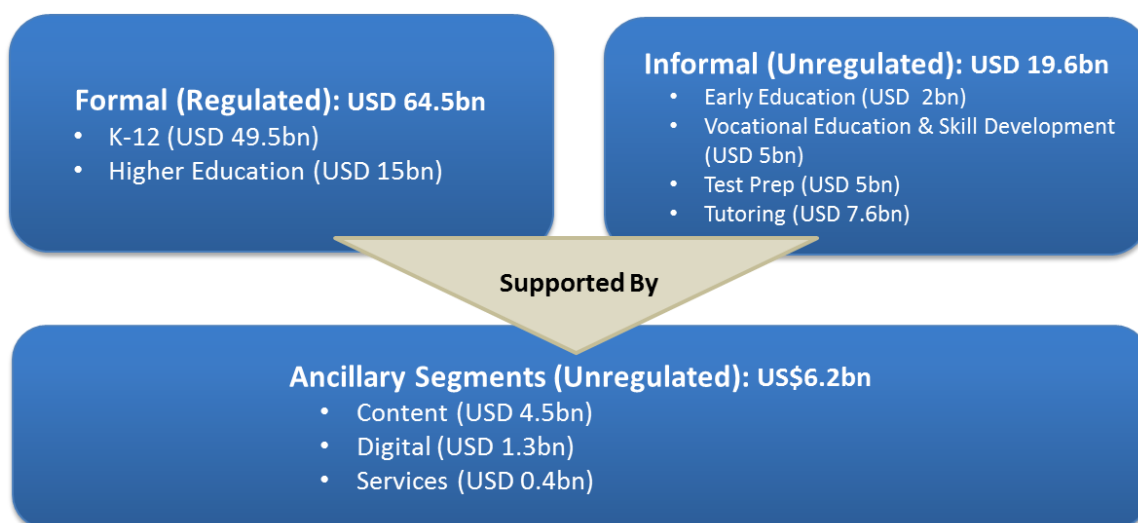 Formal (Regulated): USD 64.5bn
• K-12 (USD 49.5bn)
• Higher Education (USD 15bn)
Informal (Unregulated): USD 19.6bn
• Early Education (USD  2bn)
• Vocational Education & Skill Development
(USD 5bn)
• Test Prep (USD 5bn)
• Tutoring (USD 7.6bn)
Supported By
Ancillary Segments (Unregulated): US$6.2bn
• Content (USD 4.5bn)
• Digital (USD 1.3bn)
• Services (USD 0.4bn)